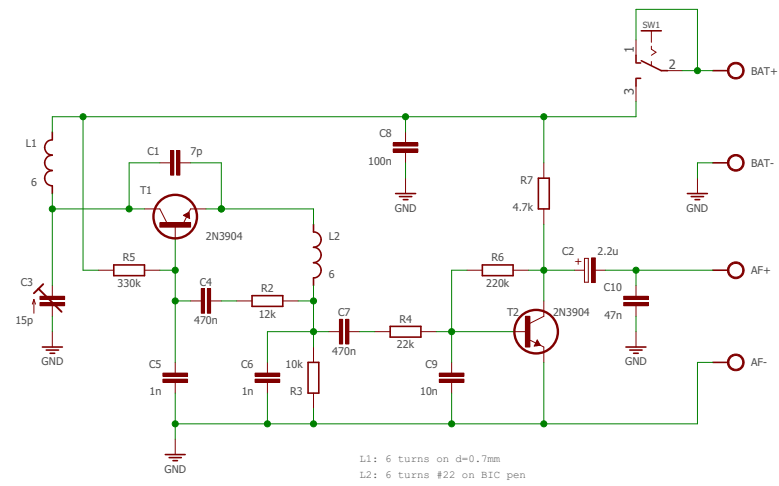 SW1
1
2
3
BAT+
L1
6
C1
7p
C8
100n
GND
R7
4.7k
BAT-
GND
T1
2N3904
L2
6
R5
330k
C3
15p
GND
C4
470n
R2
12k
C7
470n
R4
22k
R6
220k
C2
+
2.2u
AF+
C10
47n
GND
T2
2N3904
C5
1n
C6
1n
10k
R3
C9
10n
AF-
GND
L1: 6 turns on d=0.7mm
L2: 6 turns #22 on BIC pen